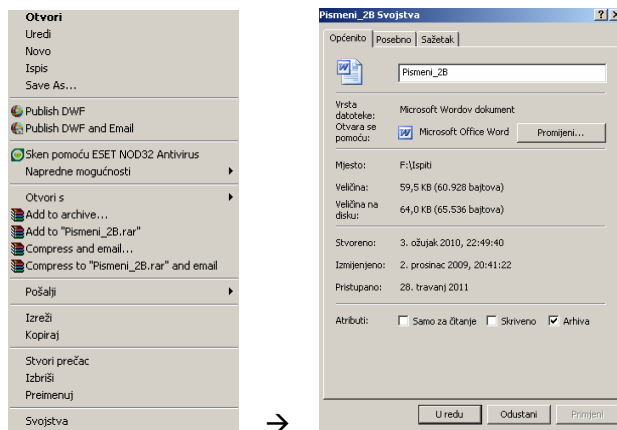 Otvori
Uredi
Novo
Ispis
Save As...
Publish DWF
Publish DWF and Email
Sken pomoću ESET NOD32 Antivirus
Napredne mogućnosti
Otvori s
Add to archive...
Add to "Pismeni_2B.rar"
Compress and email...
Compress to "Pismeni_2B.rar" and email
Pošalji
Izreži
Kopiraj
Stvori prečac
Izbriši
Preimenuj
Svojstva
→
Pismeni_2B Svojstva
Općenito Posebno Sažetak
Pismeni_2B
Vrsta datoteke: Microsoft Wordov dokument
Otvara se pomoću: Microsoft Office Word Promijeni...
Mjesto: F:\Ispiti
Veličina: 59,5 KB (60.928 bajtova)
Veličina na disku: 64,0 KB (65.536 bajtova)
Stvoreno: 3. ožujak 2010, 22:49:40
Izmijenjeno: 2. prosinac 2009, 20:41:22
Pristupano: 28. travanj 2011
Atributi: Samo za čitanje Skriveno Arhiva
U redu Odustani Primijeni